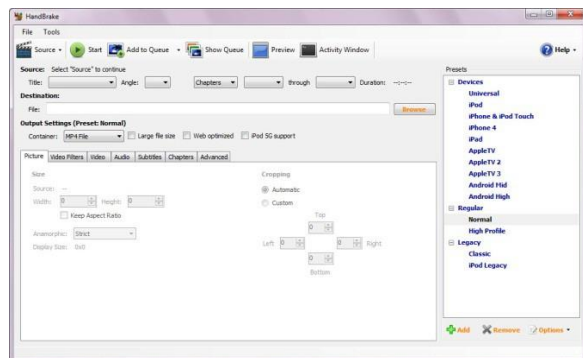 HandBrake
File Tools
Source Start Add to Queue Show Queue Preview Activity Window Help
Source: Select "Source" to continue
Title: Angle: Chapters through Duration: --:--:--
Destination:
File: Browse
Output Settings (Preset: Normal)
Container: MP4 File Large file size Web optimized iPod 5G support
Picture Video Filters Video Audio Subtitles Chapters Advanced
Size
Source: --
Width: 0 Height: 0
Keep Aspect Ratio
Anamorphic: Strict
Display Size: 0x0
Cropping
Automatic
Custom
Top
0
Left 0 0 Right
0
Bottom
Presets
Devices
Universal
iPod
iPhone & iPod Touch
iPhone 4
iPad
AppleTV
AppleTV 2
AppleTV 3
Android Mid
Android High
Regular
Normal
High Profile
Legacy
Classic
iPod Legacy
Add Remove Options